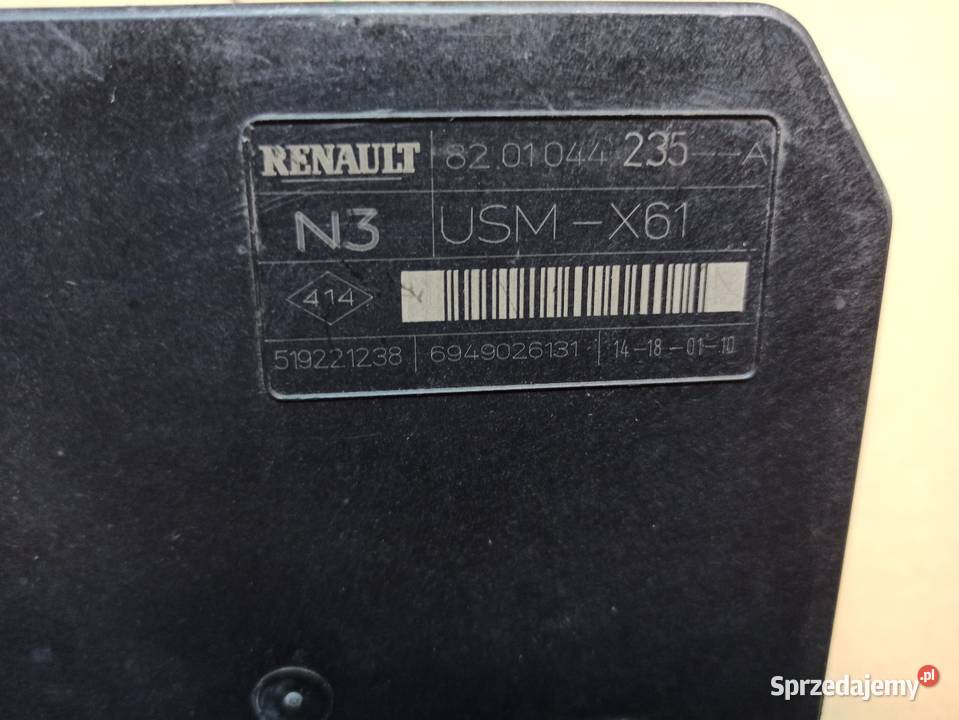 RENAULT 82 01 044 235 --- A
N3 USM - X61
414
519221238 6949026131 14-18-01-10
Sprzedajemy.pl